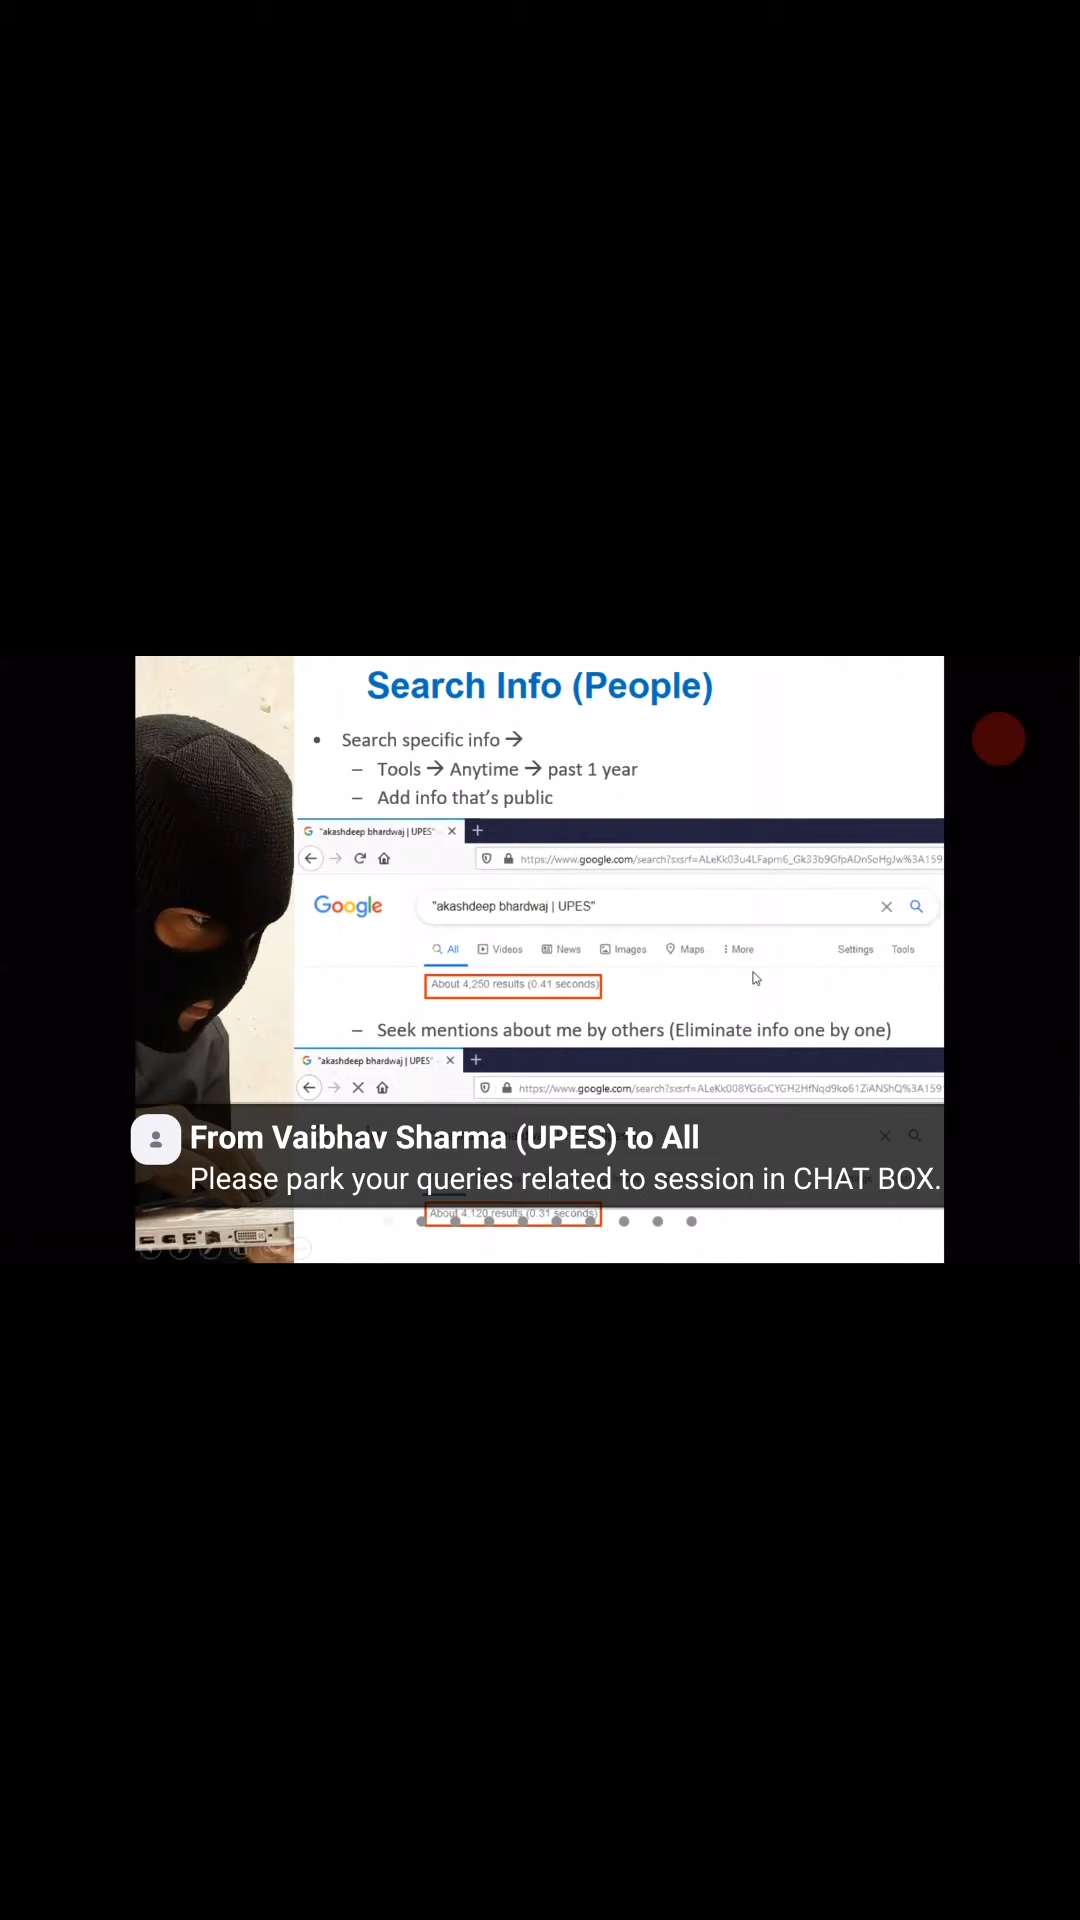 Search Info (People)
• Search specific info →
– Tools → Anytime → past 1 year
– Add info that's public
"akashdeep bhardwaj | UPES"
https://www.google.com/search?sxsrf=ALeKk03u4LFapm6_Gk33b9GfpADnSoHgJw%3A159
Google
"akashdeep bhardwaj | UPES"
All Videos News Images Maps More Settings Tools
About 4,250 results (0.41 seconds)
– Seek mentions about me by others (Eliminate info one by one)
"akashdeep bhardwaj | UPES" -
https://www.google.com/search?sxsrf=ALeKk008YG6xCYGH2HfNqd9ko61ZiANShQ%3A159
From Vaibhav Sharma (UPES) to All
Please park your queries related to session in CHAT BOX.
About 4,120 results (0.31 seconds)